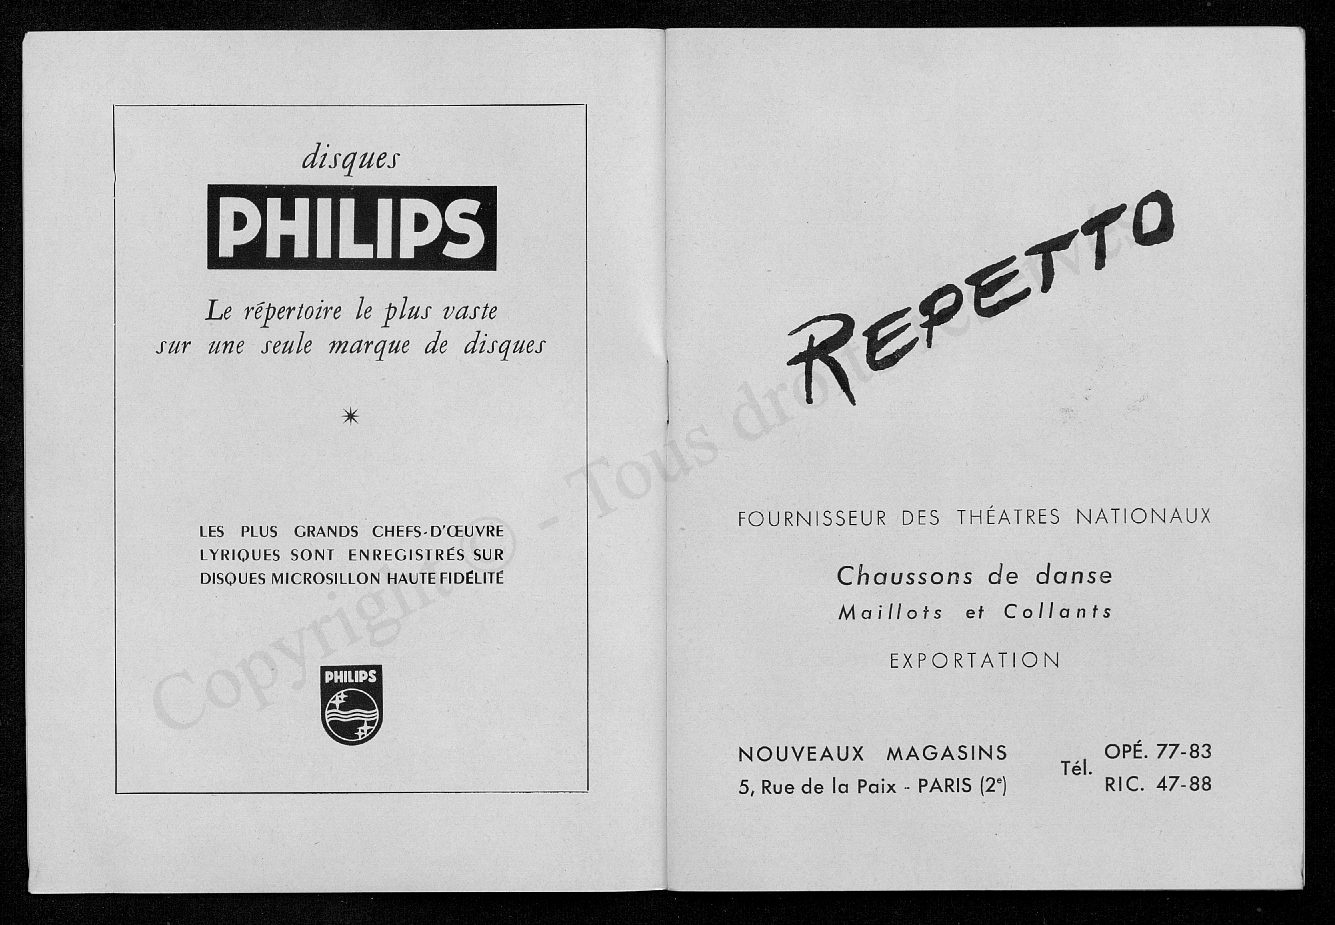 disques
PHILIPS
Le répertoire le plus vaste
sur une seule marque de disques
LES PLUS GRANDS CHEFS-D'ŒUVRE
LYRIQUES SONT ENREGISTRÉS SUR
DISQUES MICROSILLON HAUTE FIDÉLITÉ
PHILIPS
REPETTO
FOURNISSEUR DES THÉATRES NATIONAUX
Chaussons de danse
Maillots et Collants
EXPORTATION
NOUVEAUX MAGASINS
5, Rue de la Paix - PARIS (2e)
Tél.
OPÉ. 77-83
RIC. 47-88
Copyright © - Tous droits réservés